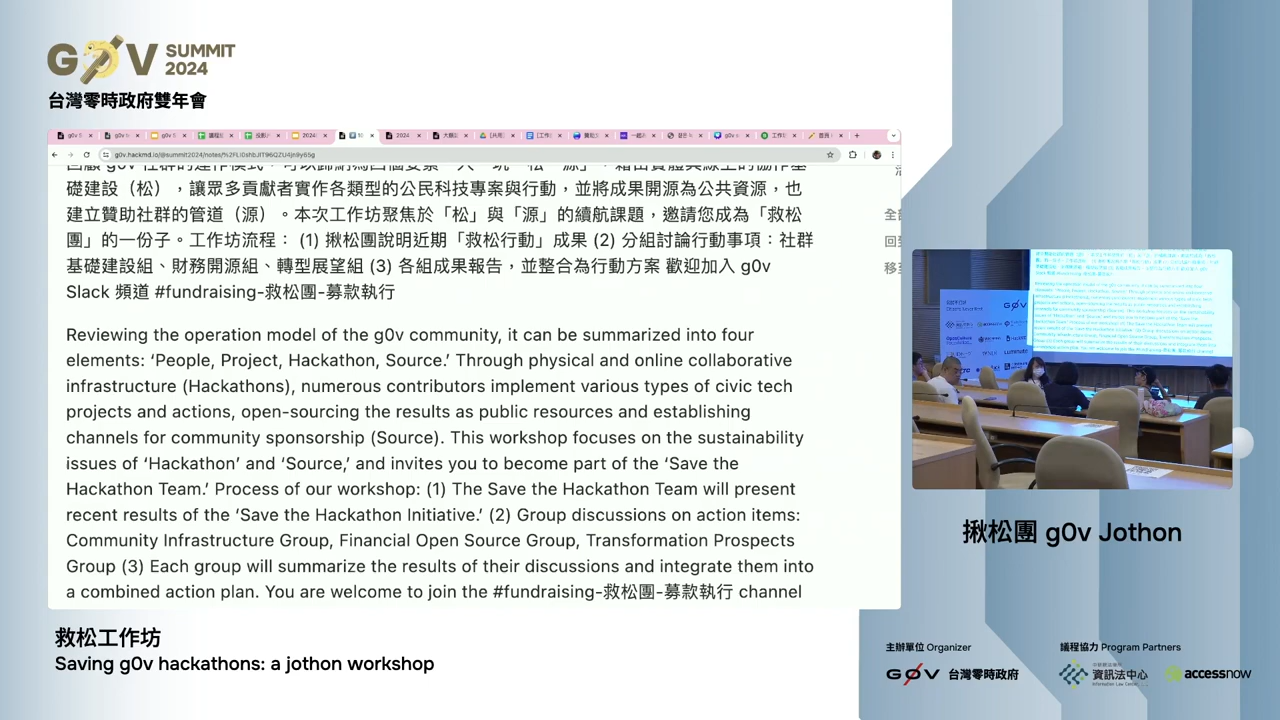 G0V SUMMIT 2024
台灣零時政府雙年會
g0v.hackmd.io/@summit2024/notes/%2FLI0shbJIT96QZU4jn9y65g
礎建設（松），讓眾多貢獻者實作各類型的公民科技專案與行動，並將成果開源為公共資源，也
建立贊助社群的管道（源）。本次工作坊聚焦於「松」與「源」的續航課題，邀請您成為「救松
團」的一份子。工作坊流程： (1) 揪松團說明近期「救松行動」成果 (2) 分組討論行動事項：社群
基礎建設組、財務開源組、轉型展望組 (3) 各組成果報告，並整合為行動方案 歡迎加入 g0v
Slack 頻道 #fundraising-救松團-募款執行
Reviewing the operation model of the g0v community, it can be summarized into four
elements: ‘People, Project, Hackathon, Source.’ Through physical and online collaborative
infrastructure (Hackathons), numerous contributors implement various types of civic tech
projects and actions, open-sourcing the results as public resources and establishing
channels for community sponsorship (Source). This workshop focuses on the sustainability
issues of ‘Hackathon’ and ‘Source,’ and invites you to become part of the ‘Save the
Hackathon Team.’ Process of our workshop: (1) The Save the Hackathon Team will present
recent results of the ‘Save the Hackathon Initiative.’ (2) Group discussions on action items:
Community Infrastructure Group, Financial Open Source Group, Transformation Prospects
Group (3) Each group will summarize the results of their discussions and integrate them into
a combined action plan. You are welcome to join the #fundraising-救松團-募款執行 channel
揪松團 g0v Jothon
救松工作坊
Saving g0v hackathons: a jothon workshop
主辦單位 Organizer
議程協力 Program Partners
G0V 台灣零時政府
資訊法中心
Information Law Center
accessnow